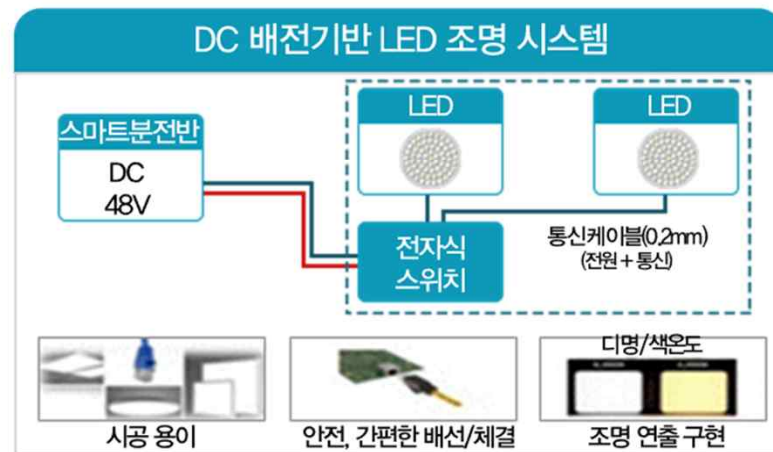 DC 배전기반 LED 조명 시스템
LED
LED
스마트분전반
DC
48V
전자식
스위치
통신케이블(0.2mm)
(전원 + 통신)
디명/색온도
시공 용이
안전, 간편한 배선/체결
조명 연출 구현